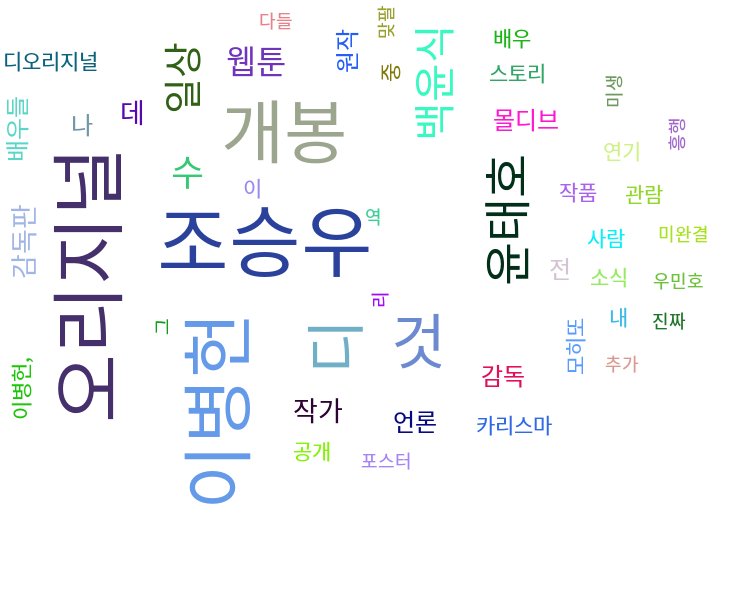 다들
맞팔
원작
백윤식
배우
디오리지널
일상
웹툰
중
스토리
미생
배우들
나
데
개봉
몰디브
흥행
연기
오리지널
수
이
윤태호
작품
관람
감독판
조승우
역
사람
미완결
전
소식
우민호
리
그
이병헌
디
것
모히또
내
진짜
이병헌,
감독
추가
작가
언론
카리스마
공개
포스터